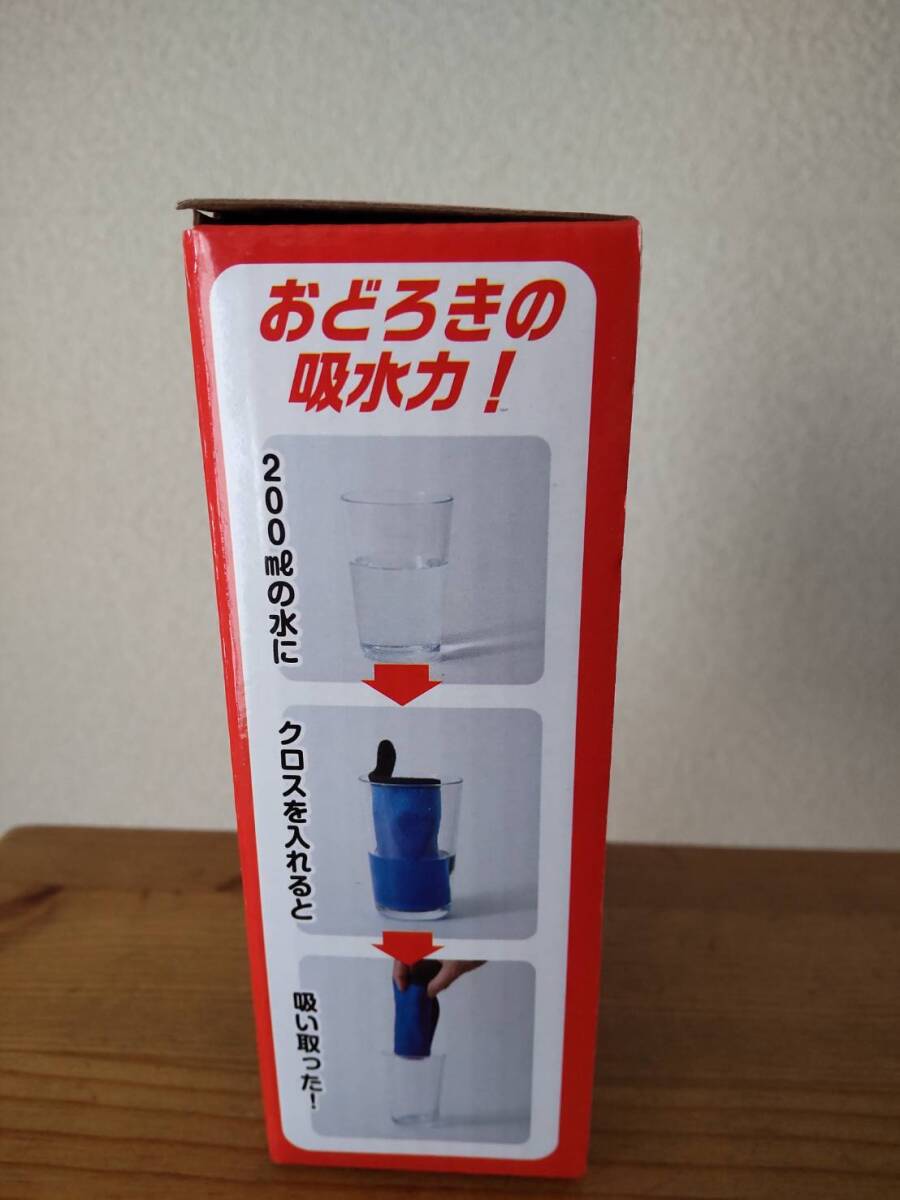 おどろきの
吸水力!
200㎖の水に
クロスを入れると
吸い取った!